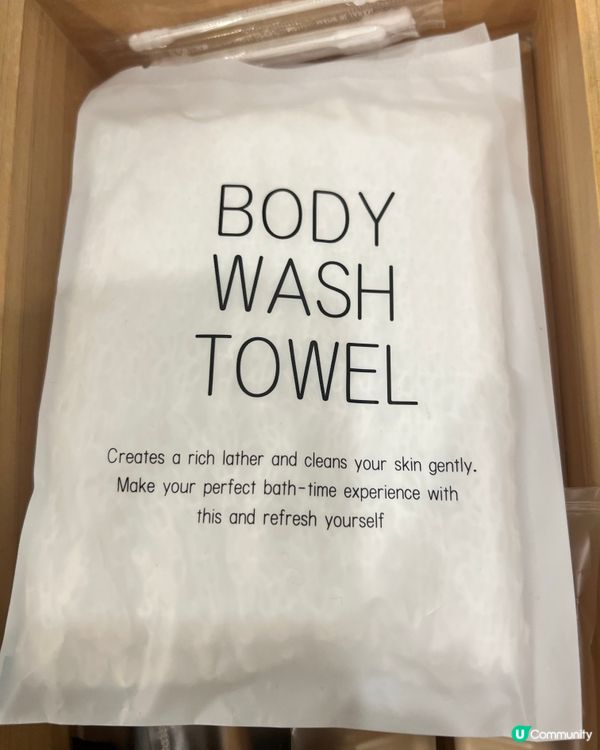 BODY
WASH
TOWEL
Creates a rich lather and cleans your skin gently.
Make your perfect bath-time experience with
this and refresh yourself
U Community